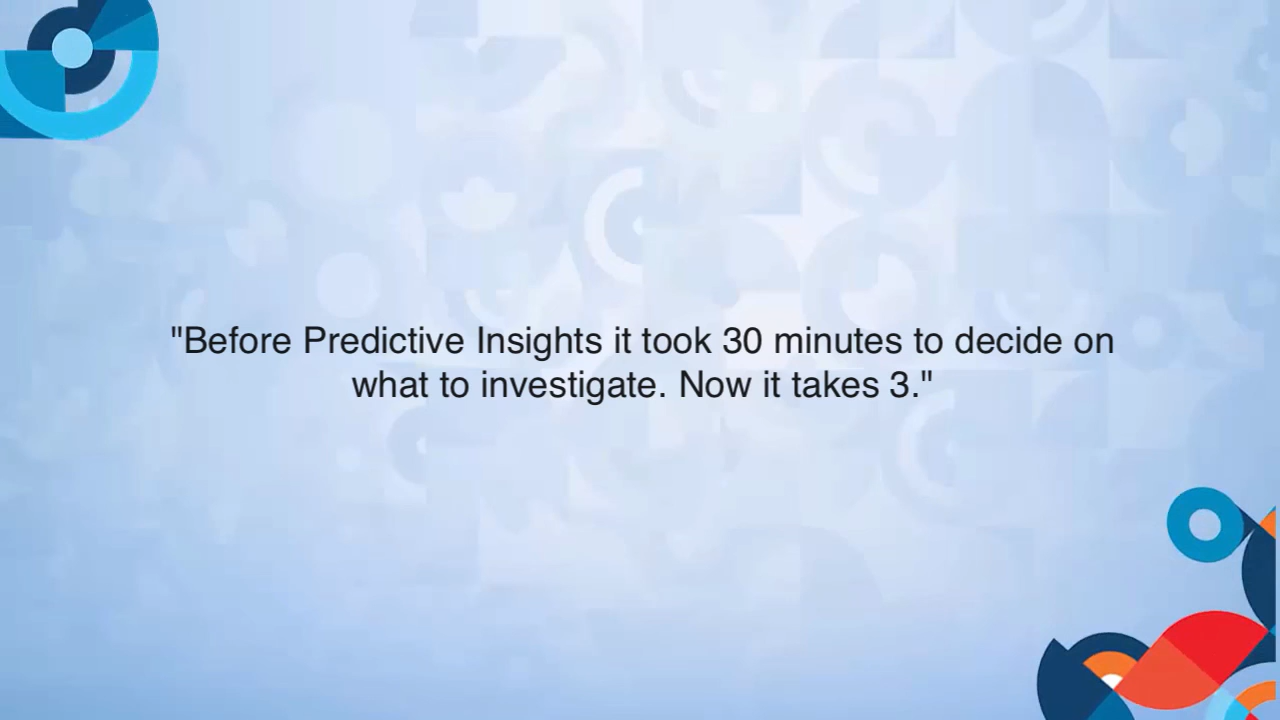 "Before Predictive Insights it took 30 minutes to decide on
what to investigate. Now it takes 3."